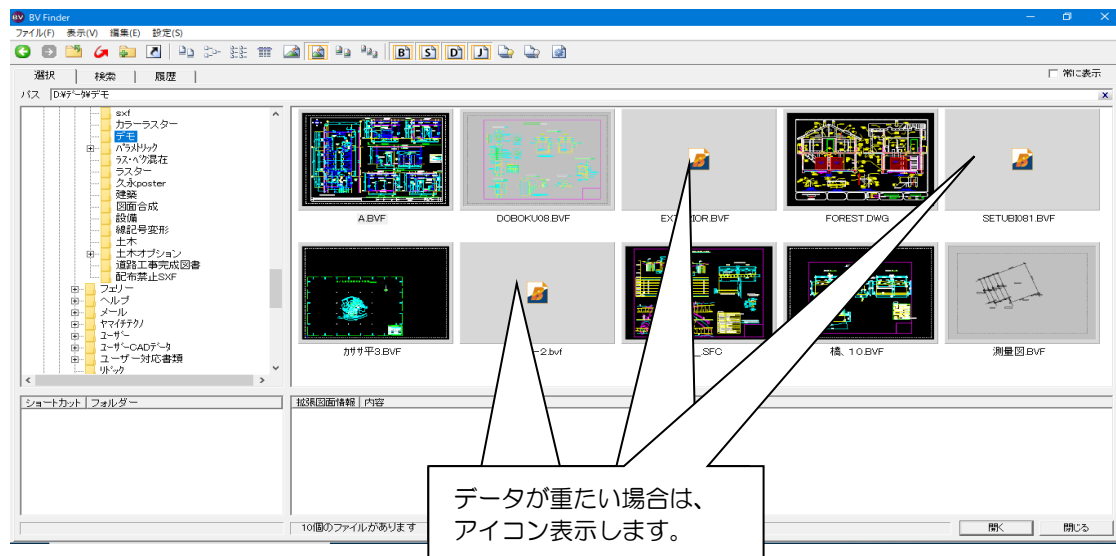 BV Finder
ファイル(F) 表示(V) 編集(E) 設定(S)
選択 検索 履歴
常に表示
パス D:¥データ¥デモ
sxf
カラーラスター
デモ
パラメトリック
ラス・ベク混在
ラスター
久永poster
建築
図面合成
設備
線記号変形
土木
土木オプション
道路工事完成図書
配布禁止SXF
フェリー
ヘルプ
メール
ヤマイチテクノ
ユーザー
ユーザーCADデータ
ユーザー対応書類
リドック
A.BVF
DOBOKU08.BVF
FOREST.DWG
SETUBI081.BVF
カササ平3.BVF
-2.bvf
_SFC
橋、10.BVF
測量図.BVF
ショートカット フォルダー
拡張図面情報 内容
データが重たい場合は、
アイコン表示します。
10個のファイルがあります
開く 閉じる